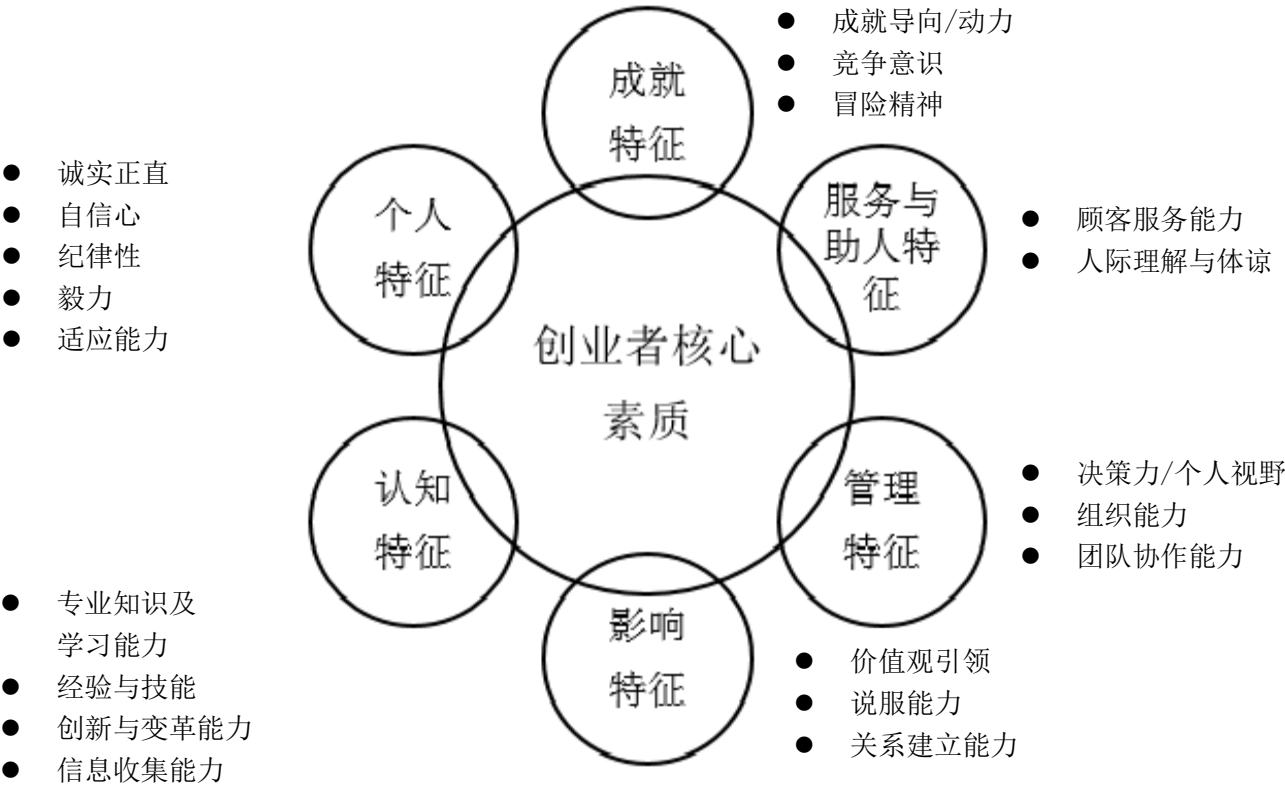 成就
特征
● 成就导向/动力
● 竞争意识
● 冒险精神
服务与
助人特
征
● 顾客服务能力
● 人际理解与体谅
管理
特征
● 决策力/个人视野
● 组织能力
● 团队协作能力
影响
特征
● 价值观引领
● 说服能力
● 关系建立能力
认知
特征
● 专业知识及
学习能力
● 经验与技能
● 创新与变革能力
● 信息收集能力
个人
特征
● 诚实正直
● 自信心
● 纪律性
● 毅力
● 适应能力
创业者核心
素质